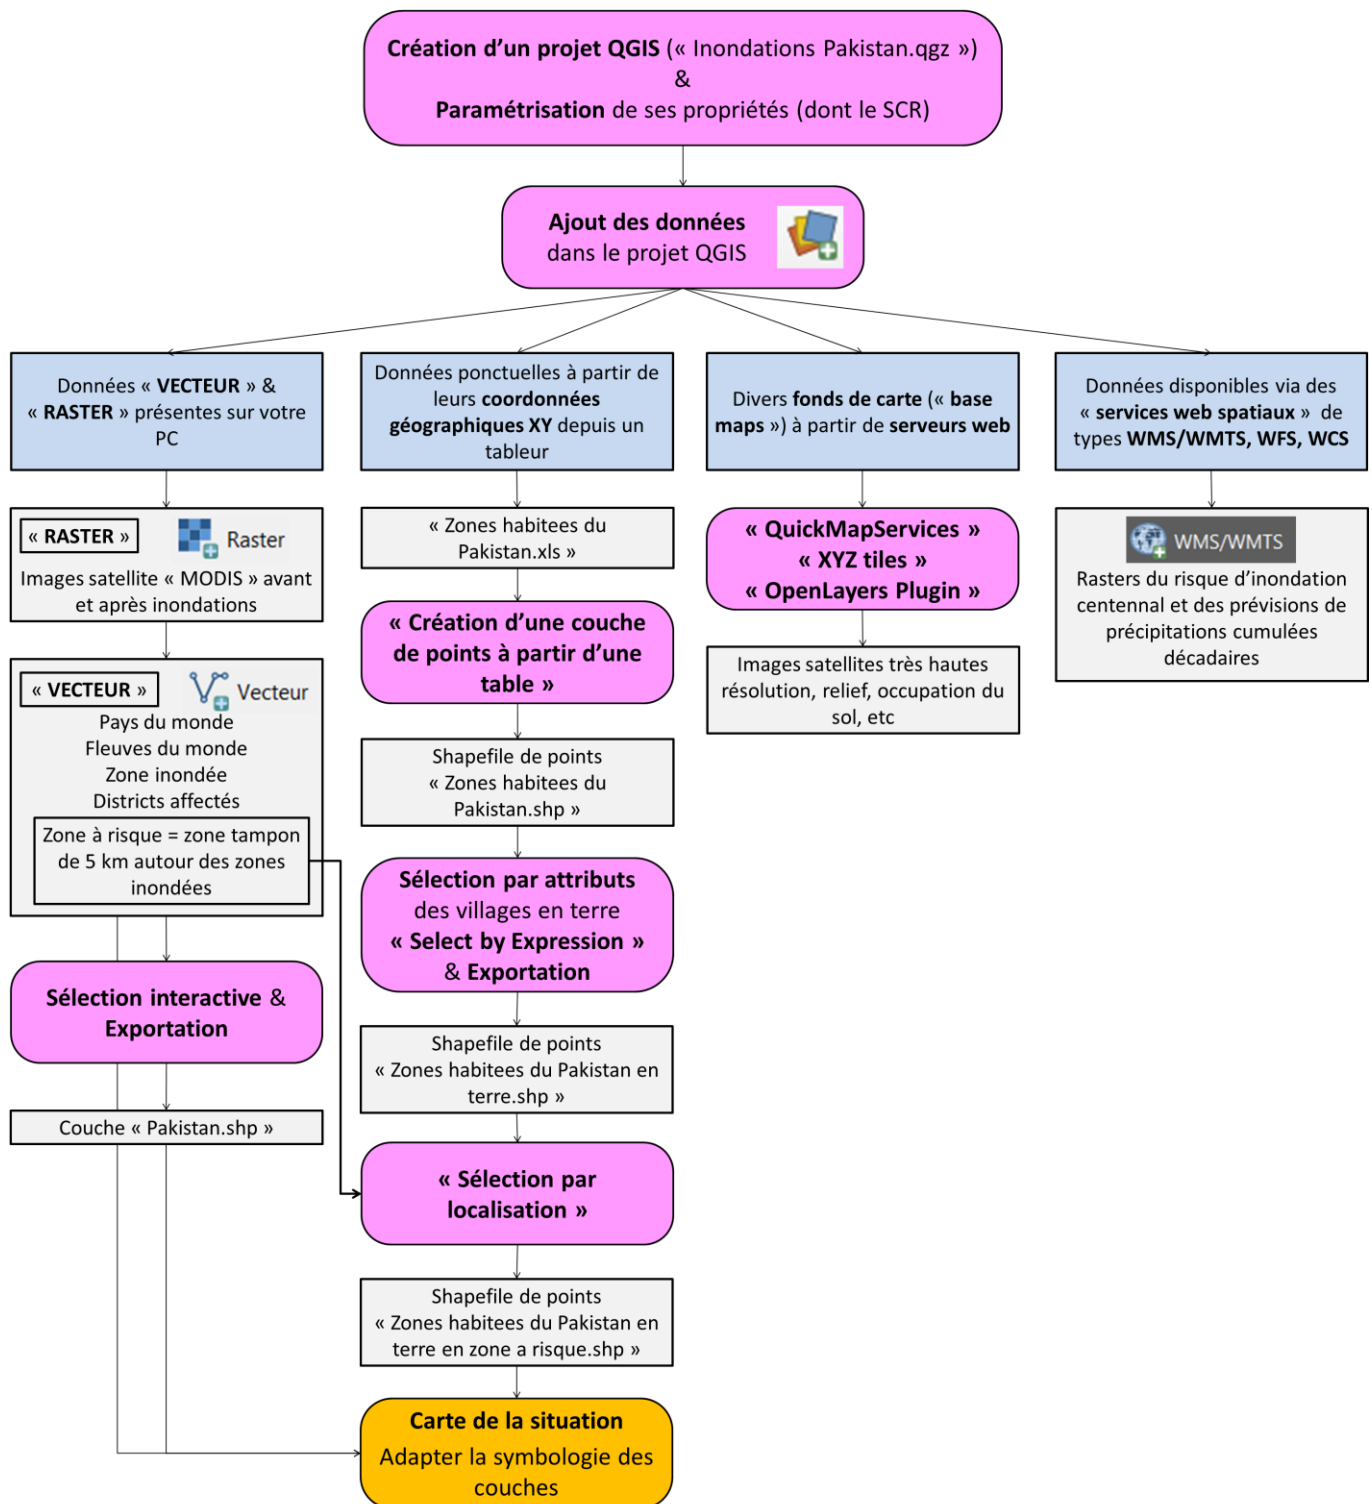 Création d'un projet QGIS (« Inondations Pakistan.qgz »)
&
Paramétrisation de ses propriétés (dont le SCR)
Ajout des données
dans le projet QGIS
Données « VECTEUR » &
« RASTER » présentes sur votre
PC
Données ponctuelles à partir de
leurs coordonnées
géographiques XY depuis un
tableur
Divers fonds de carte (« base
maps ») à partir de serveurs web
Données disponibles via des
« services web spatiaux » de
types WMS/WMTS, WFS, WCS
« RASTER »
Raster
Images satellite « MODIS » avant
et après inondations
« VECTEUR »
Vecteur
Pays du monde
Fleuves du monde
Zone inondée
Districts affectés
Zone à risque = zone tampon
de 5 km autour des zones
inondées
Sélection interactive &
Exportation
Couche « Pakistan.shp »
« Zones habitees du
Pakistan.xls »
« Création d'une couche
de points à partir d'une
table »
Shapefile de points
« Zones habitees du
Pakistan.shp »
Sélection par attributs
des villages en terre
« Select by Expression »
& Exportation
Shapefile de points
« Zones habitees du Pakistan en
terre.shp »
« Sélection par
localisation »
Shapefile de points
« Zones habitees du Pakistan en
terre en zone a risque.shp »
Carte de la situation
Adapter la symbologie des
couches
« QuickMapServices »
« XYZ tiles »
« OpenLayers Plugin »
Images satellites très hautes
résolution, relief, occupation du
sol, etc
WMS/WMTS
Rasters du risque d'inondation
centennal et des prévisions de
précipitations cumulées
décadaires